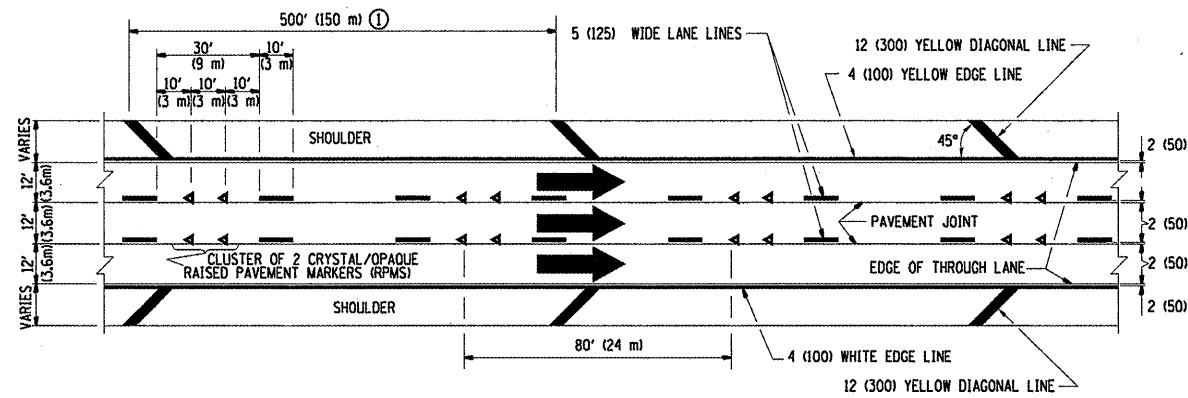 500' (150 m) 1
5 (125) WIDE LANE LINES
12 (300) YELLOW DIAGONAL LINE
4 (100) YELLOW EDGE LINE
30'
(9 m)
10'
(3 m)
10'
(3 m)
10'
(3 m)
10'
(3 m)
VARIES
SHOULDER
45°
2 (50)
12'
(3.6m)
12'
(3.6m)
PAVEMENT JOINT
2 (50)
CLUSTER OF 2 CRYSTAL/OPAQUE
RAISED PAVEMENT MARKERS (RPMS)
12'
(3.6m)
EDGE OF THROUGH LANE
2 (50)
VARIES
SHOULDER
2 (50)
80' (24 m)
4 (100) WHITE EDGE LINE
12 (300) YELLOW DIAGONAL LINE